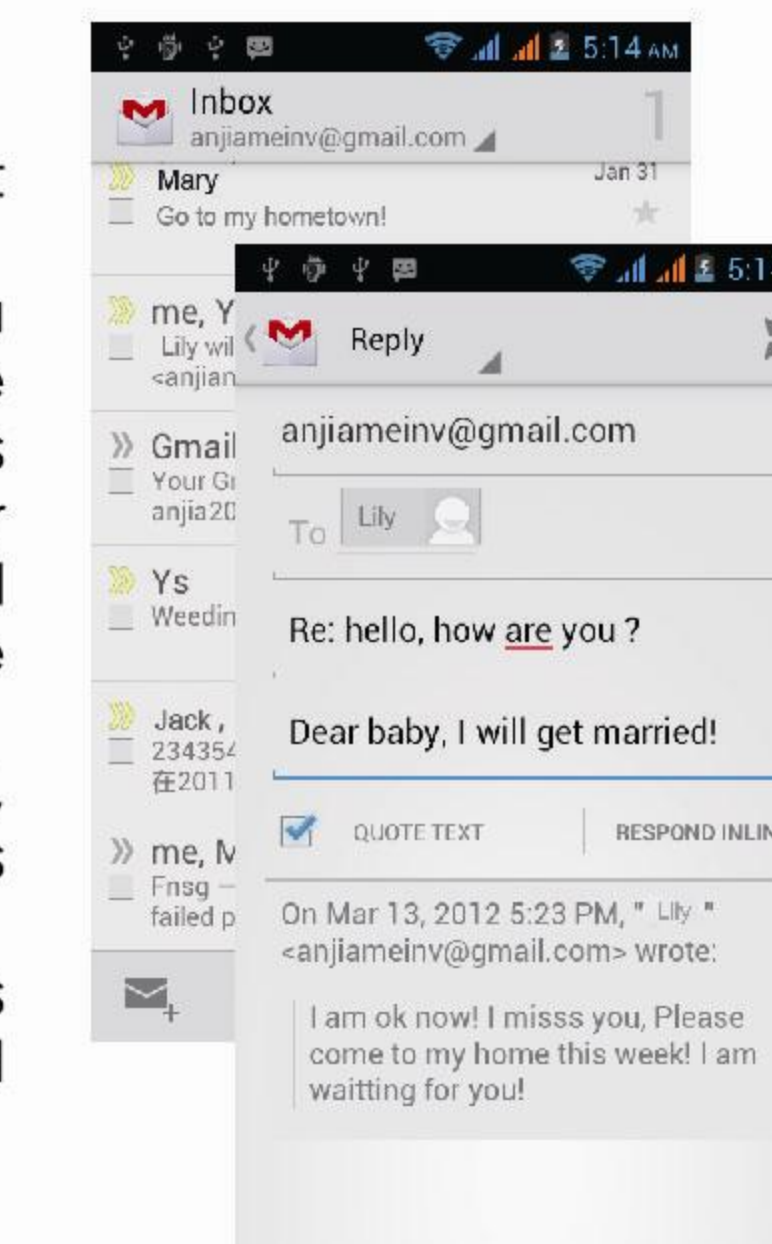 5:14 AM
Inbox
anjiameinv@gmail.com
1
Mary
Jan 31
Go to my hometown!
me, Y
Lily wil
<anjian
Gmail
Your
anjia20
Ys
Weedin
Jack ,
234354
在2011
me, M
Fnsg —
failed p
5:1
Reply
anjiameinv@gmail.com
To Lily
Re: hello, how are you ?
Dear baby, I will get married!
QUOTE TEXT
RESPOND INLIN
On Mar 13, 2012 5:23 PM, " Lily "
<anjiameinv@gmail.com> wrote:
I am ok now! I misss you, Please
come to my home this week! I am
waitting for you!